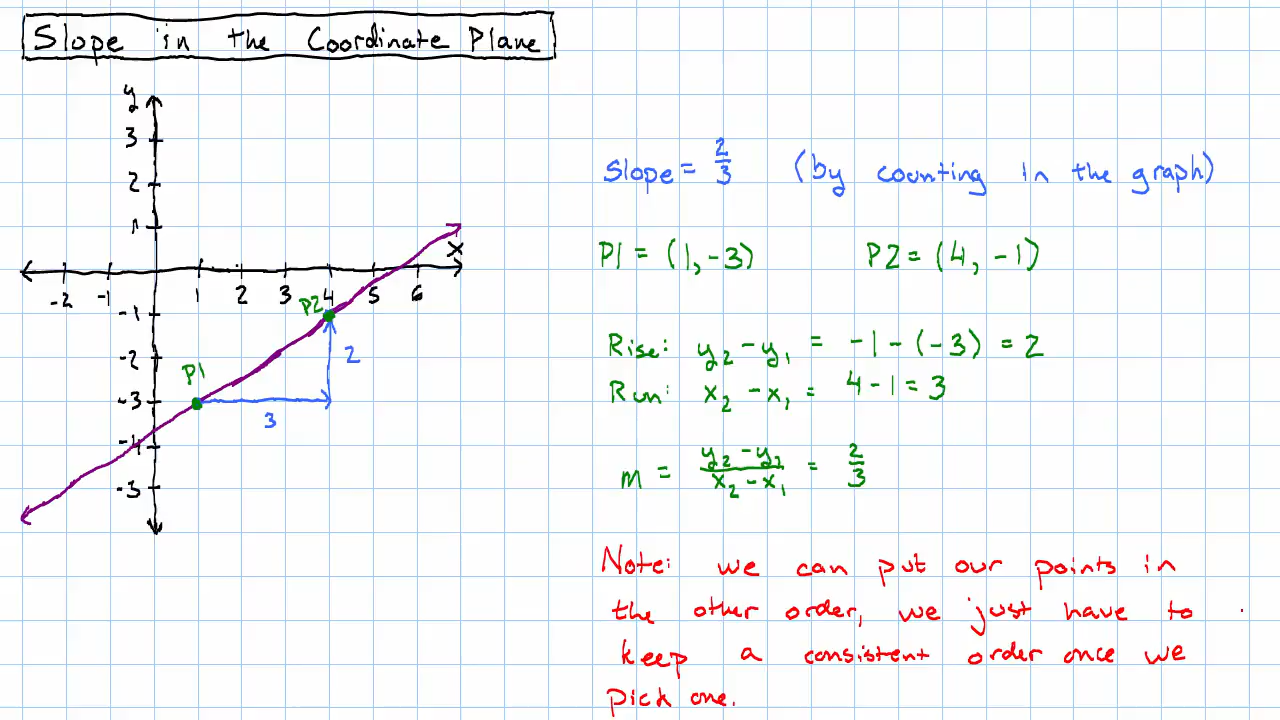 Slope in the Coordinate Plane
y
3
2
1
x
-2 -1 1 2 3 4 5 6
P2
-1
2
-2
P1
-3
3
-4
-3
Slope = 2/3 (by counting in the graph)
P1 = (1, -3) P2 = (4, -1)
Rise: y₂ - y₁ = -1 - (-3) = 2
Run: x₂ - x₁ = 4 - 1 = 3
m = y₂ - y₂ / x₂ - x₁ = 2/3
Note: we can put our points in
the other order, we just have to
keep a consistent order once we
pick one.